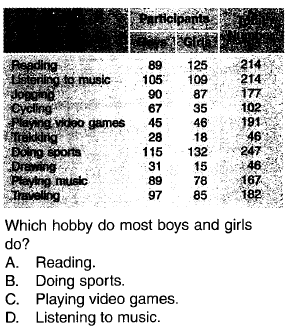 Participants
Boys Girls
Reading 89 125 214
Listening to music 105 109 214
Jogging 90 87 177
Cycling 67 35 102
Playing video games 45 46 191
Trekking 28 18 46
Doing sports 115 132 247
Drawing 31 15 46
Playing music 89 78 167
Traveling 97 85 182
Which hobby do most boys and girls
do?
A. Reading.
B. Doing sports.
C. Playing video games.
D. Listening to music.